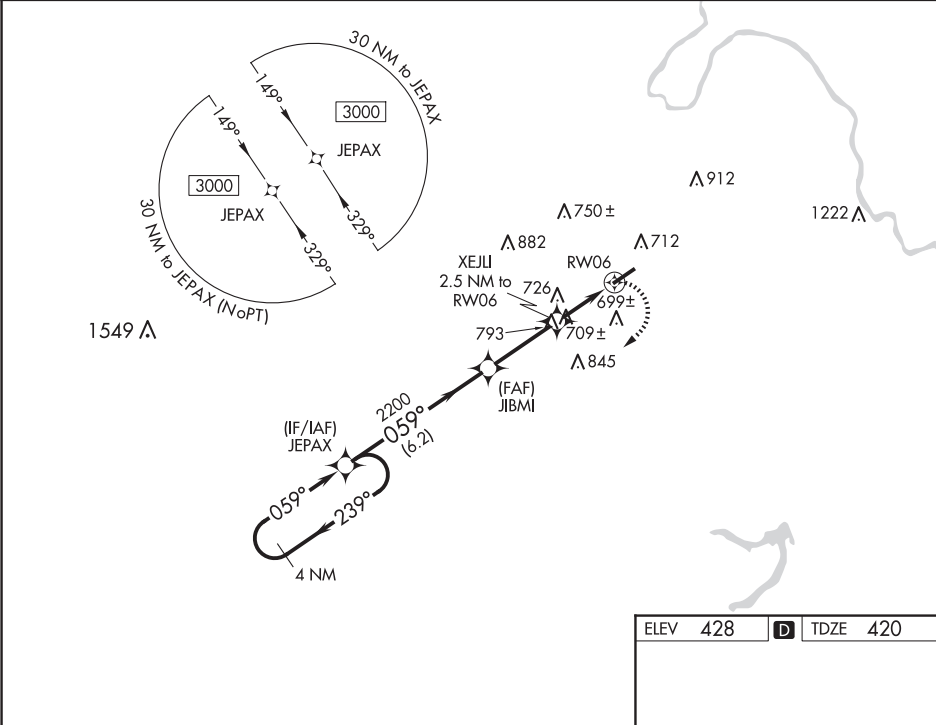 30 NM to JEPAX
149°
3000
JEPAX
329°
149°
3000
JEPAX
329°
30 NM to JEPAX (NoPT)
912
750 ±
1222
882
712
XEJLI
2.5 NM to
RW06
RW06
726
699±
1549
793
709 ±
845
(FAF)
JIBMI
2200
059°
(6.2)
(IF/IAF)
JEPAX
059°
239°
4 NM
ELEV 428 D TDZE 420